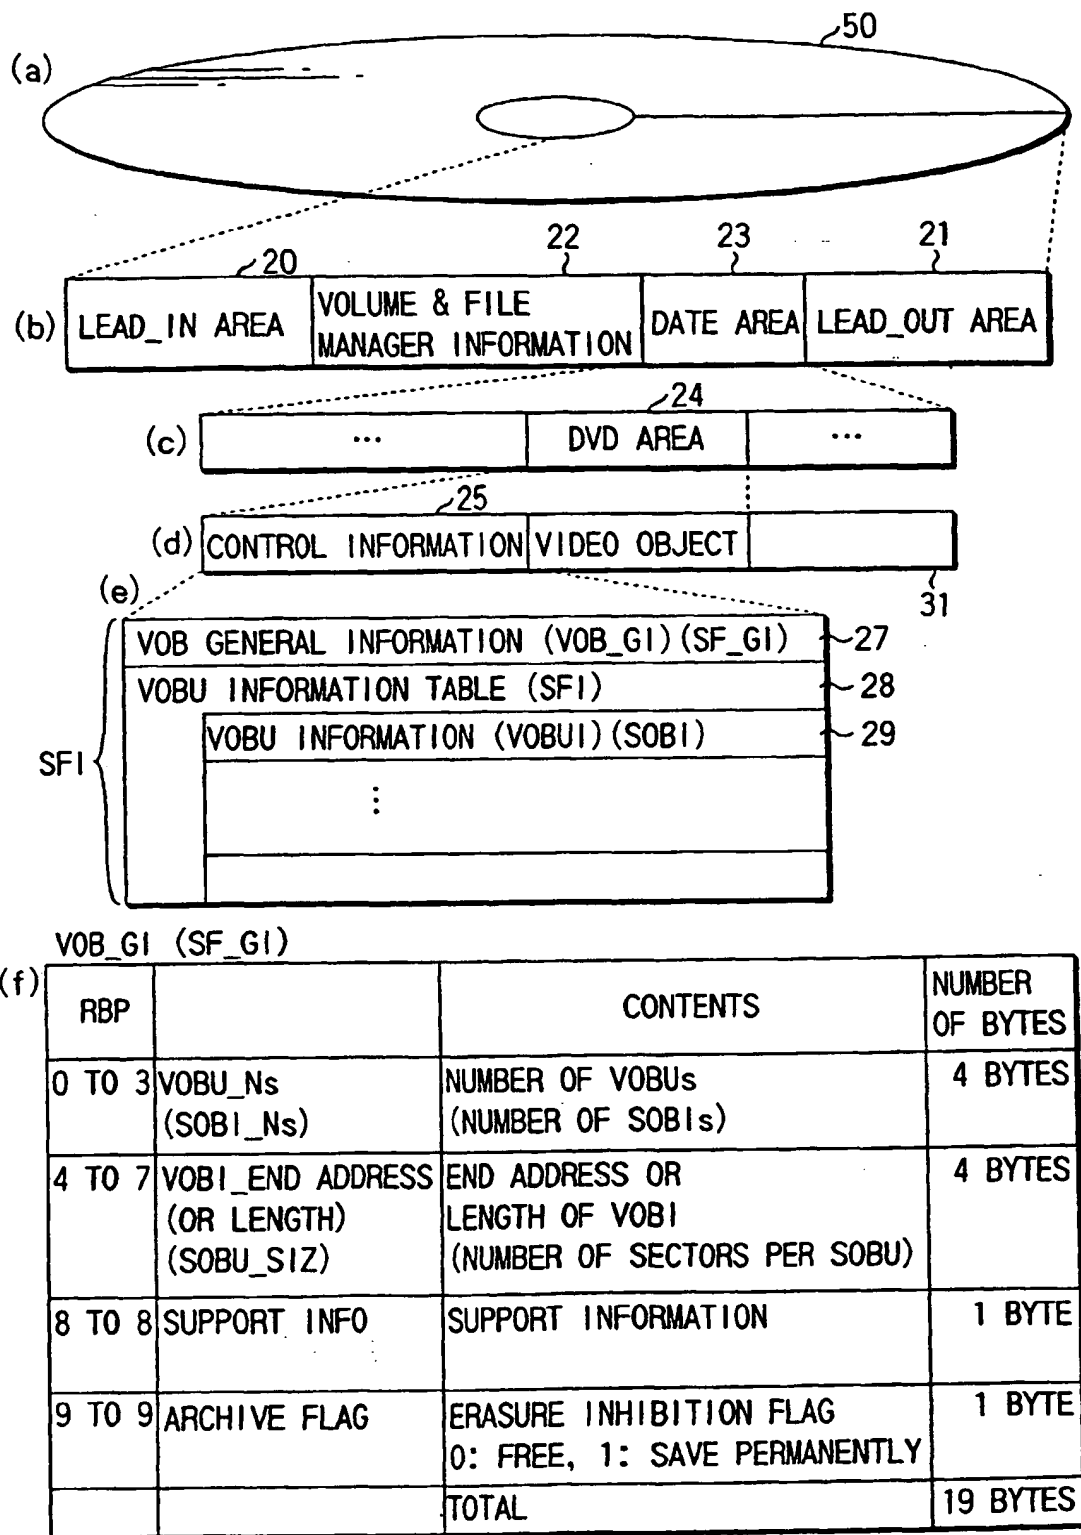 (a)
50
20
22
23
21
(b)
LEAD_IN AREA
VOLUME & FILE
MANAGER INFORMATION
DATE AREA
LEAD_OUT AREA
24
(c)
...
DVD AREA
...
25
(d)
CONTROL INFORMATION
VIDEO OBJECT
31
(e)
SFI
VOB GENERAL INFORMATION (VOB_GI)(SF_GI)
27
VOBU INFORMATION TABLE (SFI)
28
VOBU INFORMATION (VOBUI)(SOBI)
29
VOB_GI (SF_GI)
(f)
RBP
CONTENTS
NUMBER
OF BYTES
0 TO 3
VOBU_Ns
(SOBI_Ns)
NUMBER OF VOBUs
(NUMBER OF SOBIs)
4 BYTES
4 TO 7
VOBI_END ADDRESS
(OR LENGTH)
(SOBU_SIZ)
END ADDRESS OR
LENGTH OF VOBI
(NUMBER OF SECTORS PER SOBU)
4 BYTES
8 TO 8
SUPPORT INFO
SUPPORT INFORMATION
1 BYTE
9 TO 9
ARCHIVE FLAG
ERASURE INHIBITION FLAG
0: FREE, 1: SAVE PERMANENTLY
1 BYTE
TOTAL
19 BYTES